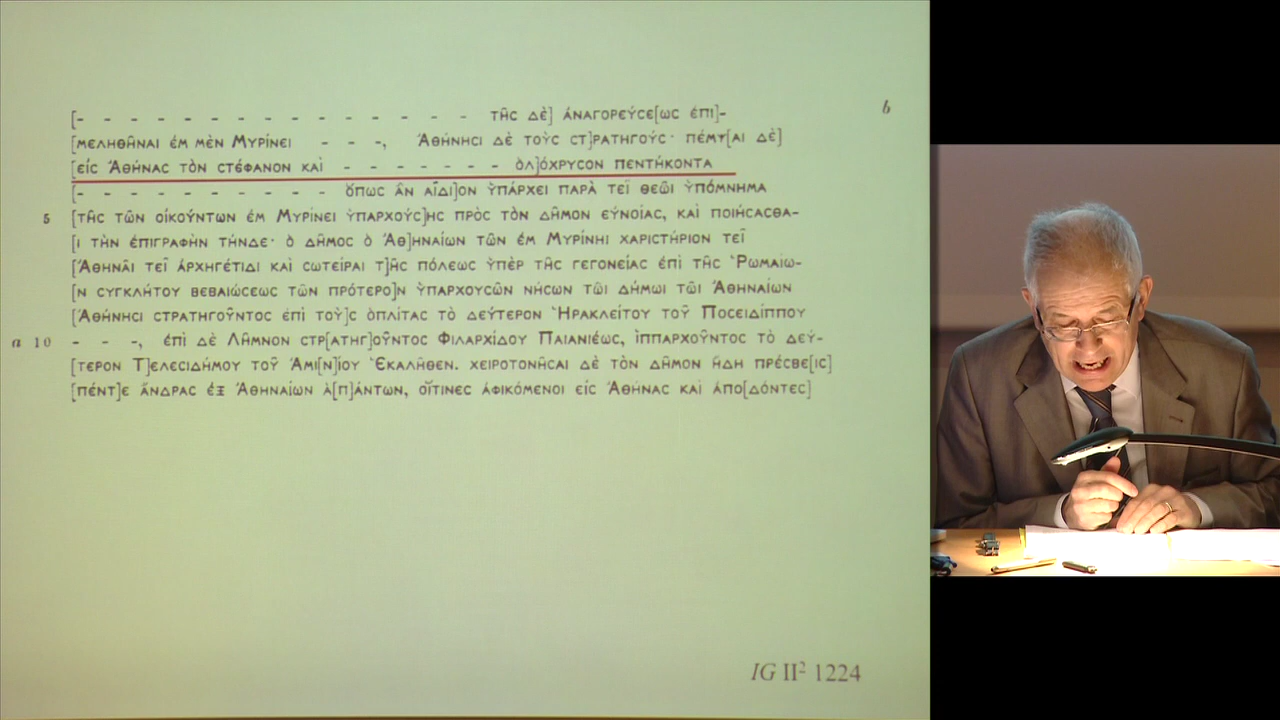 b
[- - - - - - - - - - - - - - - - - - τῆς δὲ] ἀναγορεύσε[ως ἐπι]-
[μεληθῆναι ἐμ μὲν Μυρίνει - - -, Ἀθήνησι δὲ τοὺς στ]ρατηγούς· πέμψ[αι δὲ]
[εἰς Ἀθήνας τὸν στέφανον καὶ - - - - - - - ὁλ]όχρυσον πεντήκοντα
[- - - - - - - - - - - ὅπως ἂν ἀΐδι]ον ὑπάρχει παρὰ τεῖ θεῶι ὑπόμνημα
5 [τῆς τῶν οἰκούντων ἐμ Μυρίνει ὑπαρχούσ]ης πρὸς τὸν δῆμον εὐνοίας, καὶ ποιήσασθα-
[ι τὴν ἐπιγραφὴν τήνδε· ὁ δῆμος ὁ Ἀθ]ηναίων τῶν ἐμ Μυρίνηι χαριστήριον τεῖ
[Ἀθηνᾶι τεῖ ἀρχηγέτιδι καὶ σωτείραι τ]ῆς πόλεως ὑπὲρ τῆς γεγονείας ἐπὶ τῆς Ῥωμαίω-
[ν συγκλήτου βεβαιώσεως τῶν πρότερο]ν ὑπαρχουσῶν νήσων τῶι δήμωι τῶι Ἀθηναίων
[Ἀθήνησι στρατηγοῦντος ἐπὶ τοὺ]ς ὁπλίτας τὸ δεύτερον Ἡρακλείτου τοῦ Ποσειδίππου
a 10 - - -, ἐπὶ δὲ Λῆμνον στρ[ατηγ]οῦντος Φιλαρχίδου Παιανιέως, ἱππαρχοῦντος τὸ δεύ-
[τερον Τ]ελεσιδήμου τοῦ Ἀμι[ν]ίου Ἑκαλῆθεν. χειροτονῆσαι δὲ τὸν δῆμον ἤδη πρέσβε[ις]
[πέντ]ε ἄνδρας ἐξ Ἀθηναίων ἁ[π]άντων, οἵτινες ἀφικόμενοι εἰς Ἀθήνας καὶ ἀπο[δόντες]
IG II² 1224